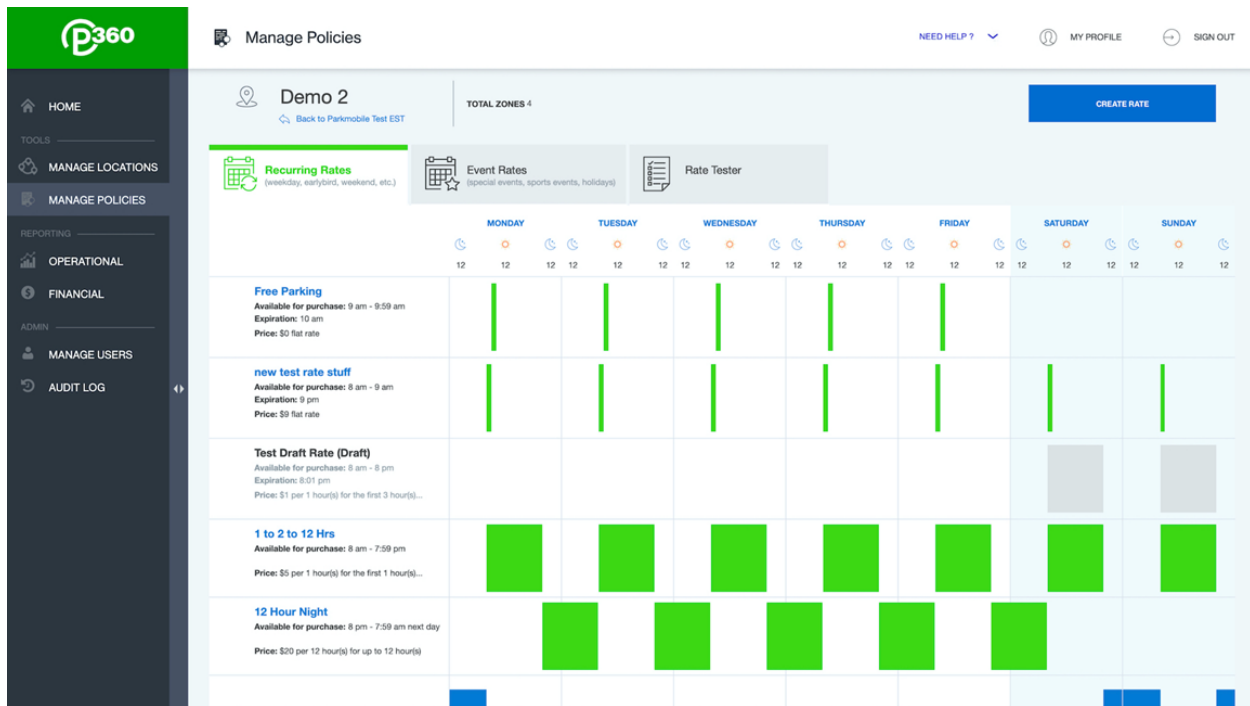 P360
Manage Policies
NEED HELP ?
MY PROFILE
SIGN OUT
HOME
TOOLS
MANAGE LOCATIONS
MANAGE POLICIES
REPORTING
OPERATIONAL
FINANCIAL
ADMIN
MANAGE USERS
AUDIT LOG
Demo 2
Back to Parkmobile Test EST
TOTAL ZONES 4
CREATE RATE
Recurring Rates
(weekday, earlybird, weekend, etc.)
Event Rates
(special events, sports events, holidays)
Rate Tester
MONDAY TUESDAY WEDNESDAY THURSDAY FRIDAY SATURDAY SUNDAY
12 12 12 12 12 12 12 12 12 12 12 12 12 12 12 12 12 12 12 12 12
Free Parking
Available for purchase: 9 am - 9:59 am
Expiration: 10 am
Price: $0 flat rate
new test rate stuff
Available for purchase: 8 am - 9 am
Expiration: 9 pm
Price: $9 flat rate
Test Draft Rate (Draft)
Available for purchase: 8 am - 8 pm
Expiration: 8:01 pm
Price: $1 per 1 hour(s) for the first 3 hour(s)...
1 to 2 to 12 Hrs
Available for purchase: 8 am - 7:59 pm
Price: $5 per 1 hour(s) for the first 1 hour(s)...
12 Hour Night
Available for purchase: 8 pm - 7:59 am next day
Price: $20 per 12 hour(s) for up to 12 hour(s)